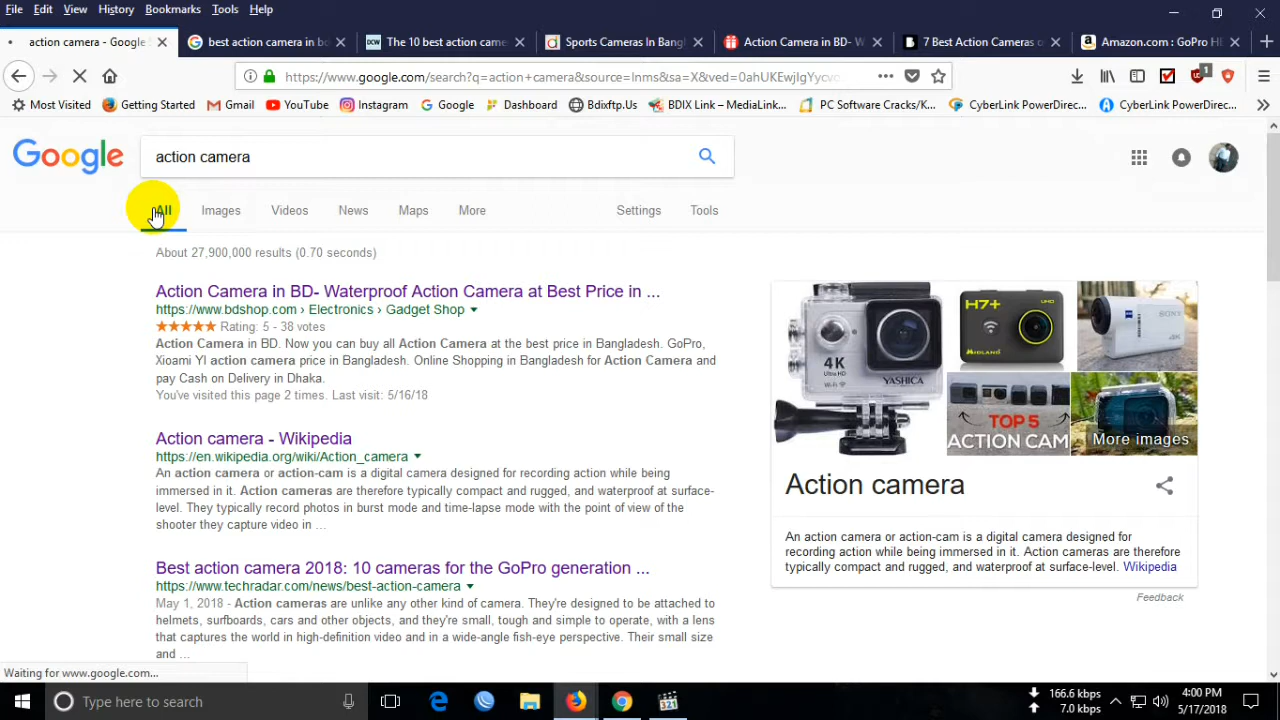 File Edit View History Bookmarks Tools Help
action camera - Google S
best action camera in bd
The 10 best action came
Sports Cameras In Bangl
Action Camera in BD- W
7 Best Action Cameras o
Amazon.com : GoPro HE
https://www.google.com/search?q=action+camera&source=lnms&sa=X&ved=0ahUKEwjIgYycvo
Most Visited Getting Started Gmail YouTube Instagram Google Dashboard Bdixftp.Us BDIX Link – MediaLink... PC Software Cracks/K... CyberLink PowerDirec... CyberLink PowerDirec...
Google
action camera
All Images Videos News Maps More Settings Tools
About 27,900,000 results (0.70 seconds)
Action Camera in BD- Waterproof Action Camera at Best Price in ...
https://www.bdshop.com › Electronics › Gadget Shop
Rating: 5 - 38 votes
Action Camera in BD. Now you can buy all Action Camera at the best price in Bangladesh. GoPro,
Xioami YI action camera price in Bangladesh. Online Shopping in Bangladesh for Action Camera and
pay Cash on Delivery in Dhaka.
You've visited this page 2 times. Last visit: 5/16/18
Action camera - Wikipedia
https://en.wikipedia.org/wiki/Action_camera
An action camera or action-cam is a digital camera designed for recording action while being
immersed in it. Action cameras are therefore typically compact and rugged, and waterproof at surface-
level. They typically record photos in burst mode and time-lapse mode with the point of view of the
shooter they capture video in ...
Best action camera 2018: 10 cameras for the GoPro generation ...
https://www.techradar.com/news/best-action-camera
May 1, 2018 - Action cameras are unlike any other kind of camera. They're designed to be attached to
helmets, surfboards, cars and other objects, and they're small, tough and simple to operate, with a lens
that captures the world in high-definition video and in a wide-angle fish-eye perspective. Their small size
and ...
4K
Ultra HD
Wi-Fi
YASHICA
H7+
UHD
MIDLAND
SONY
TOP 5
ACTION CAM
More images
Action camera
An action camera or action-cam is a digital camera designed for
recording action while being immersed in it. Action cameras are therefore
typically compact and rugged, and waterproof at surface-level. Wikipedia
Feedback
Waiting for www.google.com...
Type here to search
321
166.6 kbps
7.0 kbps
4:00 PM
5/17/2018